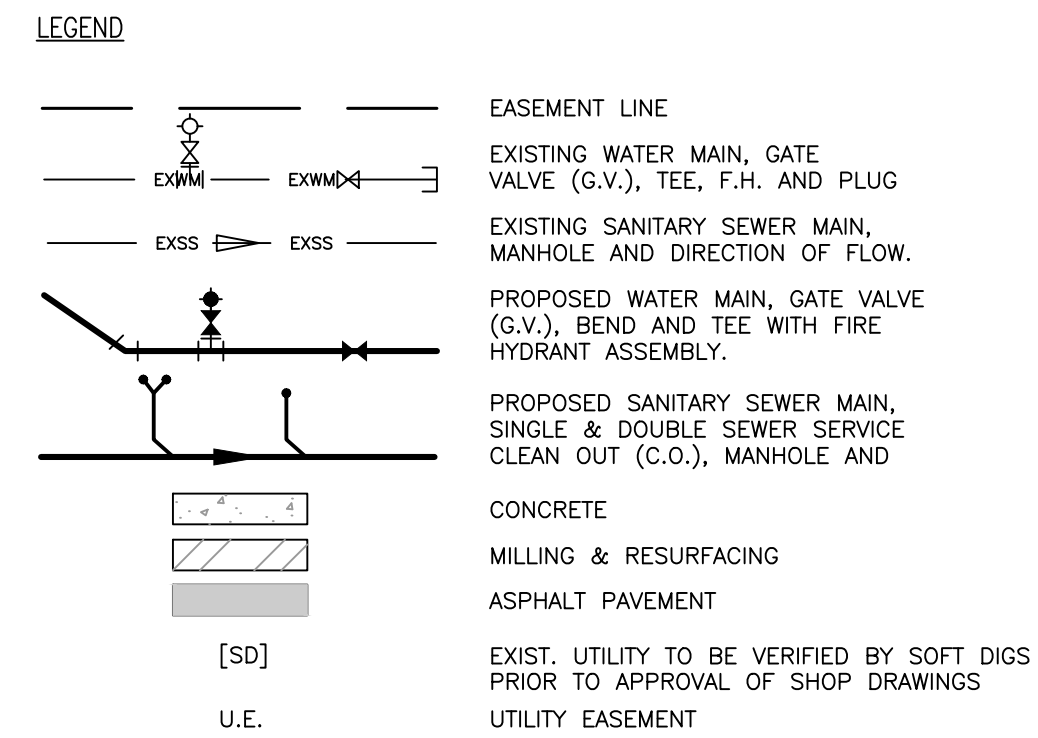 LEGEND
EASEMENT LINE
EXISTING WATER MAIN, GATE
EXWM EXWM VALVE (G.V.), TEE, F.H. AND PLUG
EXISTING SANITARY SEWER MAIN,
EXSS EXSS MANHOLE AND DIRECTION OF FLOW.
PROPOSED WATER MAIN, GATE VALVE
(G.V.), BEND AND TEE WITH FIRE
HYDRANT ASSEMBLY.
PROPOSED SANITARY SEWER MAIN,
SINGLE & DOUBLE SEWER SERVICE
CLEAN OUT (C.O.), MANHOLE AND
CONCRETE
MILLING & RESURFACING
ASPHALT PAVEMENT
[SD] EXIST. UTILITY TO BE VERIFIED BY SOFT DIGS
PRIOR TO APPROVAL OF SHOP DRAWINGS
U.E. UTILITY EASEMENT